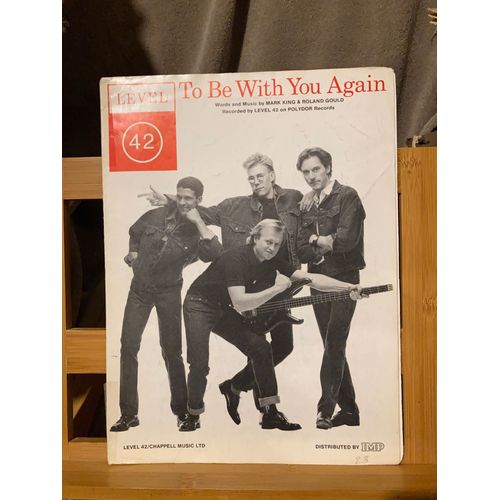 LEVEL
42
To Be With You Again
Words and Music by MARK KING & ROLAND GOULD
Recorded by LEVEL 42 on POLYDOR Records
LEVEL 42/CHAPPELL MUSIC LTD
DISTRIBUTED BY IMP